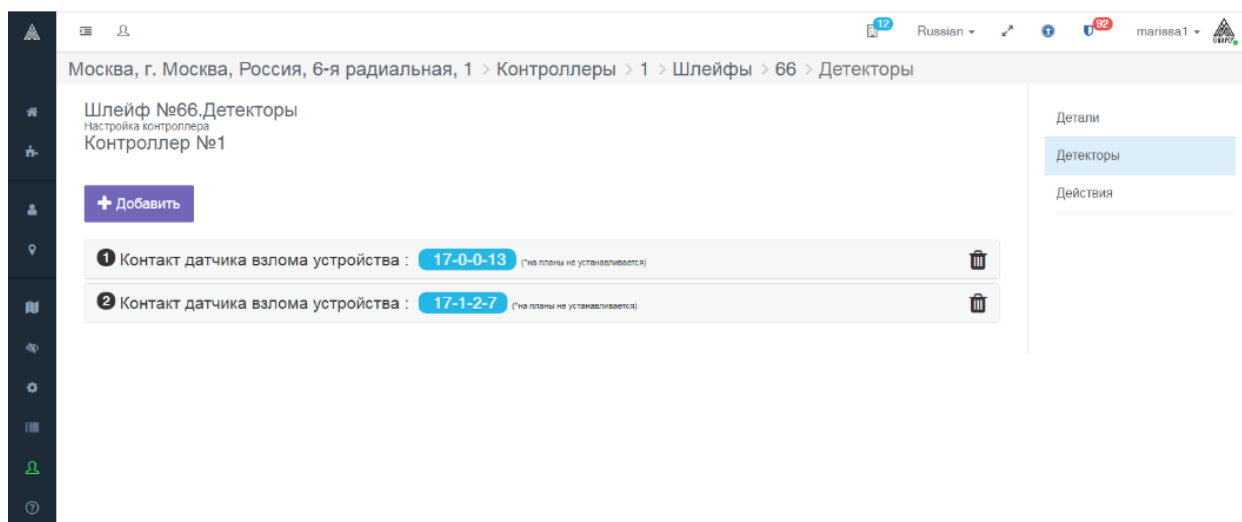 12
Russian
92
marissa1
Москва, г. Москва, Россия, 6-я радиальная, 1 > Контроллеры > 1 > Шлейфы > 66 > Детекторы
Шлейф №66.Детекторы
Настройка контроллера
Контроллер №1
Добавить
1 Контакт датчика взлома устройства : 17-0-0-13 (*на планы не устанавливается)
2 Контакт датчика взлома устройства : 17-1-2-7 (*на планы не устанавливается)
Детали
Детекторы
Действия